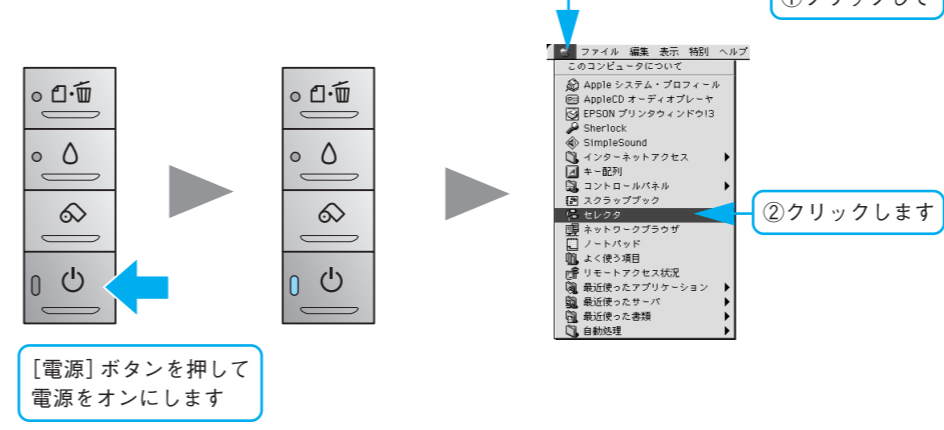 ①クリックして
ファイル 編集 表示 特別 ヘルプ
このコンピュータについて
Apple システム・プロフィール
AppleCD オーディオプレーヤ
EPSON プリンタウィンドウ!3
Sherlock
SimpleSound
インターネットアクセス
キー配列
コントロールパネル
スクラップブック
セレクタ
ネットワークブラウザ
ノートパッド
よく使う項目
リモートアクセス状況
最近使ったアプリケーション
最近使ったサーバ
最近使った書類
自動処理
②クリックします
[電源] ボタンを押して
電源をオンにします